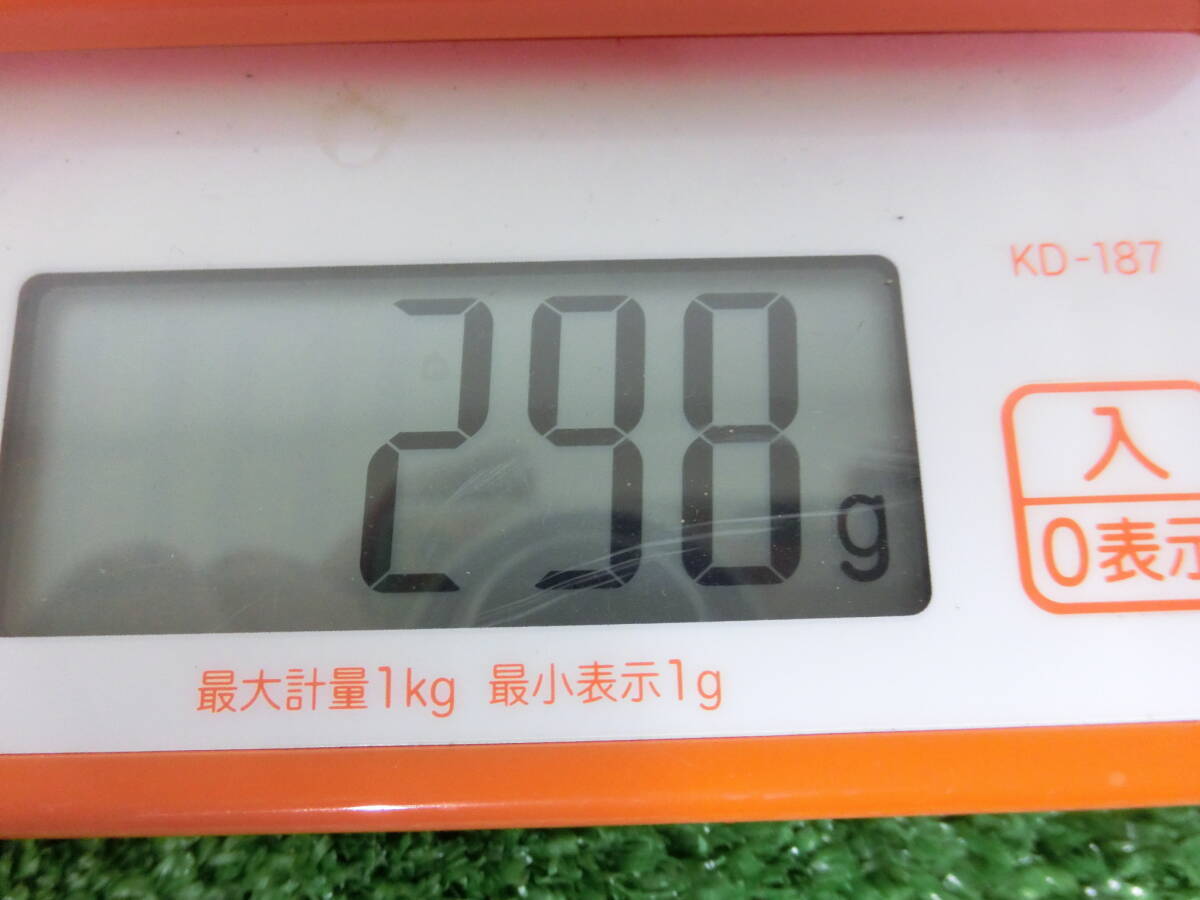 KD-187
298g
入
0表示
最大計量1kg 最小表示1g